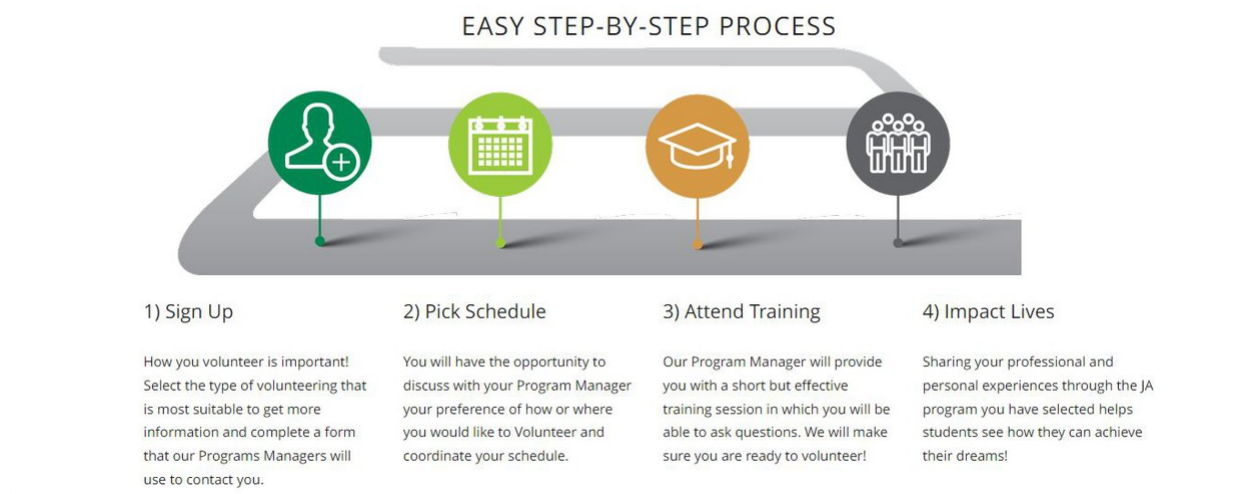 EASY STEP-BY-STEP PROCESS
1) Sign Up
How you volunteer is important!
Select the type of volunteering that
is most suitable to get more
information and complete a form
that our Programs Managers will
use to contact you.
2) Pick Schedule
You will have the opportunity to
discuss with your Program Manager
your preference of how or where
you would like to Volunteer and
coordinate your schedule.
3) Attend Training
Our Program Manager will provide
you with a short but effective
training session in which you will be
able to ask questions. We will make
sure you are ready to volunteer!
4) Impact Lives
Sharing your professional and
personal experiences through the JA
program you have selected helps
students see how they can achieve
their dreams!